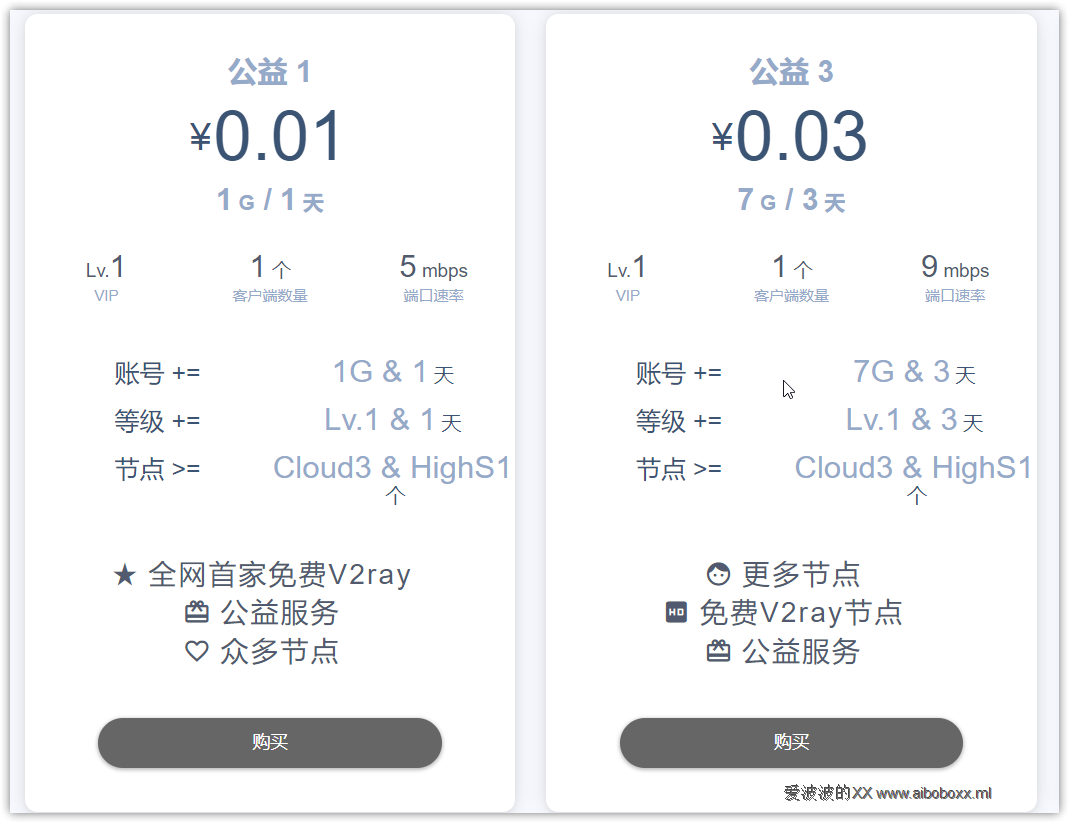 公益 1
¥0.01
1 G / 1 天
Lv.1 1 个 5 mbps
VIP 客户端数量 端口速率
账号 += 1G & 1 天
等级 += Lv.1 & 1 天
节点 >= Cloud3 & HighS1
个
★ 全网首家免费V2ray
公益服务
众多节点
购买
公益 3
¥0.03
7 G / 3 天
Lv.1 1 个 9 mbps
VIP 客户端数量 端口速率
账号 += 7G & 3 天
等级 += Lv.1 & 3 天
节点 >= Cloud3 & HighS1
个
更多节点
HD 免费V2ray节点
公益服务
购买
爱波波的XX www.aiboboxx.ml